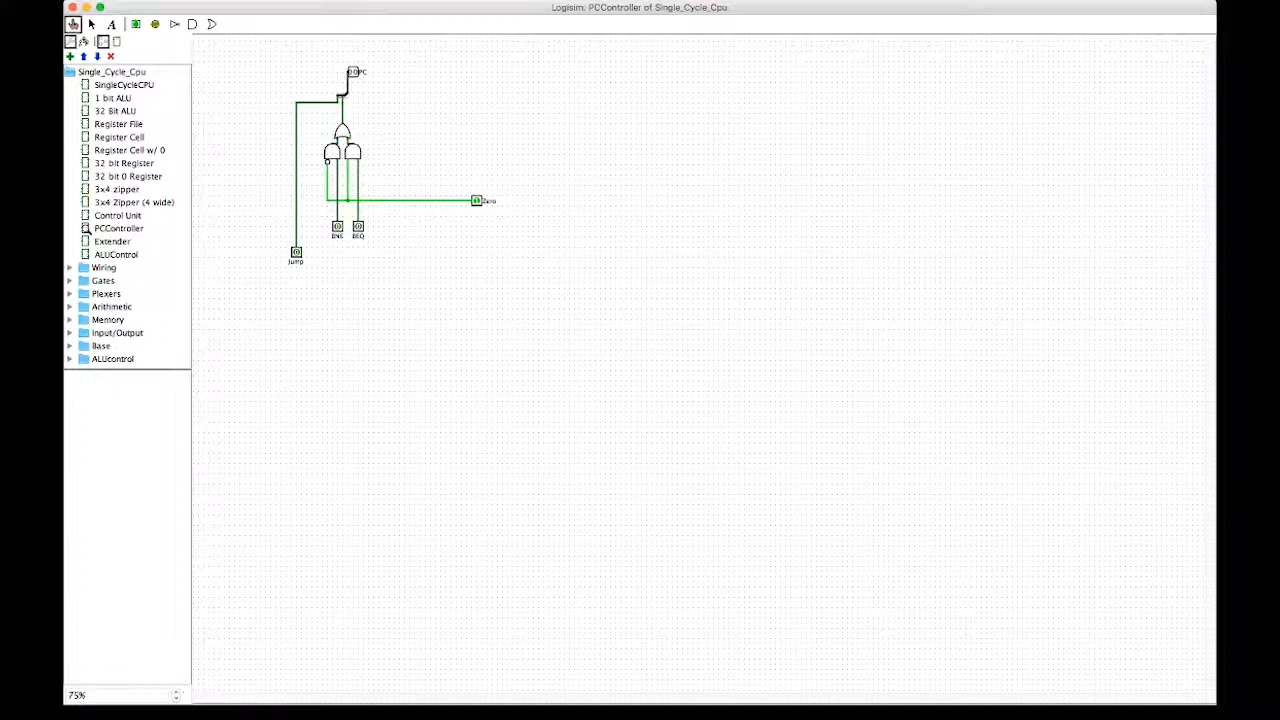 Logisim: PCController of Single_Cycle_Cpu
A
Single_Cycle_Cpu
SingleCycleCPU
1 bit ALU
32 Bit ALU
Register File
Register Cell
Register Cell w/ 0
32 bit Register
32 bit 0 Register
3x4 zipper
3x4 Zipper (4 wide)
Control Unit
PCController
Extender
ALUControl
Wiring
Gates
Plexers
Arithmetic
Memory
Input/Output
Base
ALUcontrol
75%
Zero
BNE BEQ
Jump